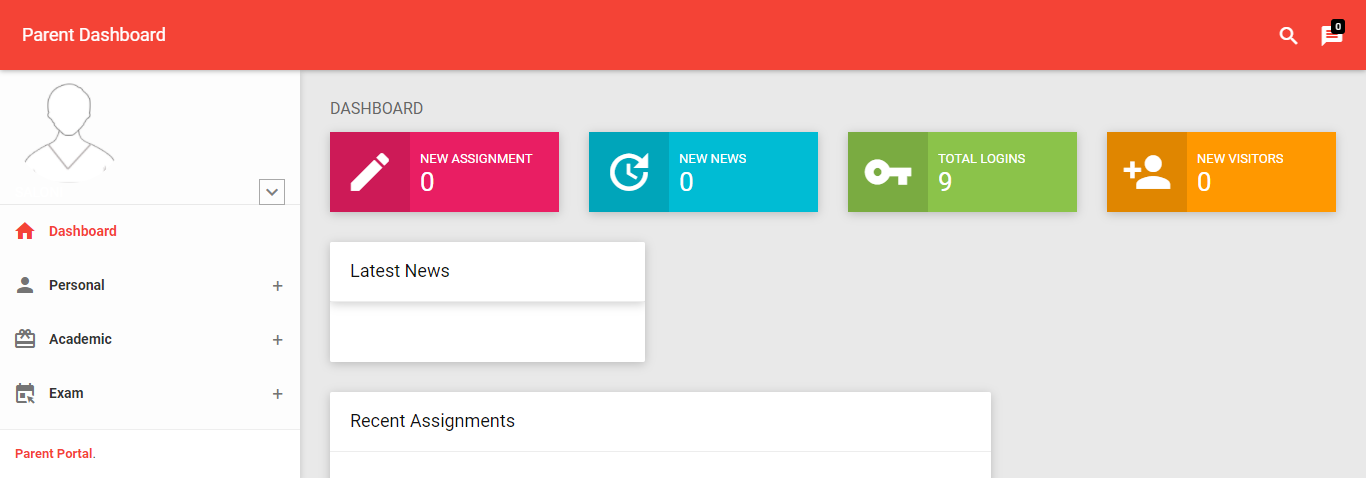 Parent Dashboard
0
DASHBOARD
NEW ASSIGNMENT
0
NEW NEWS
0
TOTAL LOGINS
9
NEW VISITORS
0
Dashboard
Personal +
Academic +
Exam +
Parent Portal.
Latest News
Recent Assignments